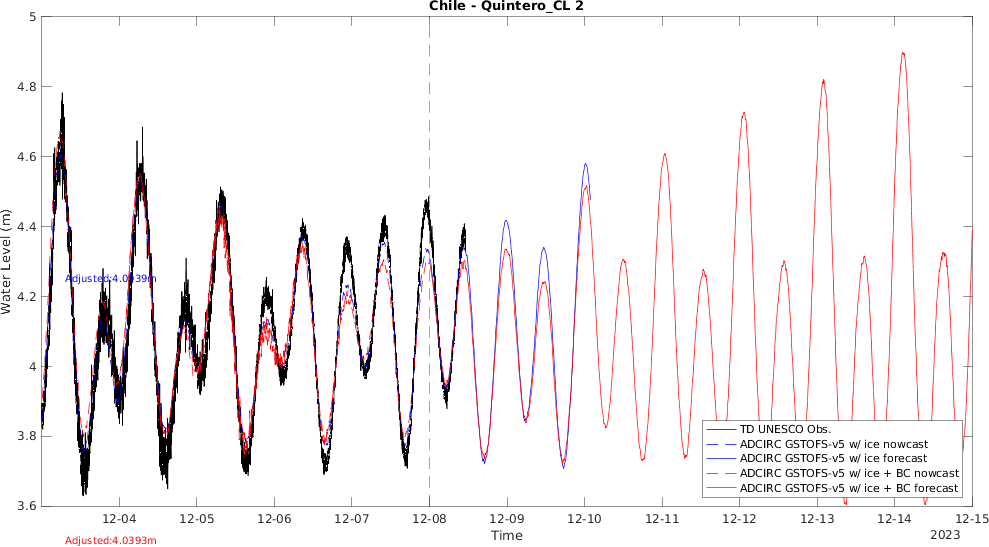 Chile - Quintero_CL 2
5
4.8
4.6
4.4
4.2
4
3.8
3.6
Water Level (m)
Adjusted:4.0939m
TD UNESCO Obs.
ADCIRC GSTOFS-v5 w/ ice nowcast
ADCIRC GSTOFS-v5 w/ ice forecast
ADCIRC GSTOFS-v5 w/ ice + BC nowcast
ADCIRC GSTOFS-v5 w/ ice + BC forecast
12-04 12-05 12-06 12-07 12-08 12-09 12-10 12-11 12-12 12-13 12-14 12-15
Time
2023
Adjusted:4.0393m